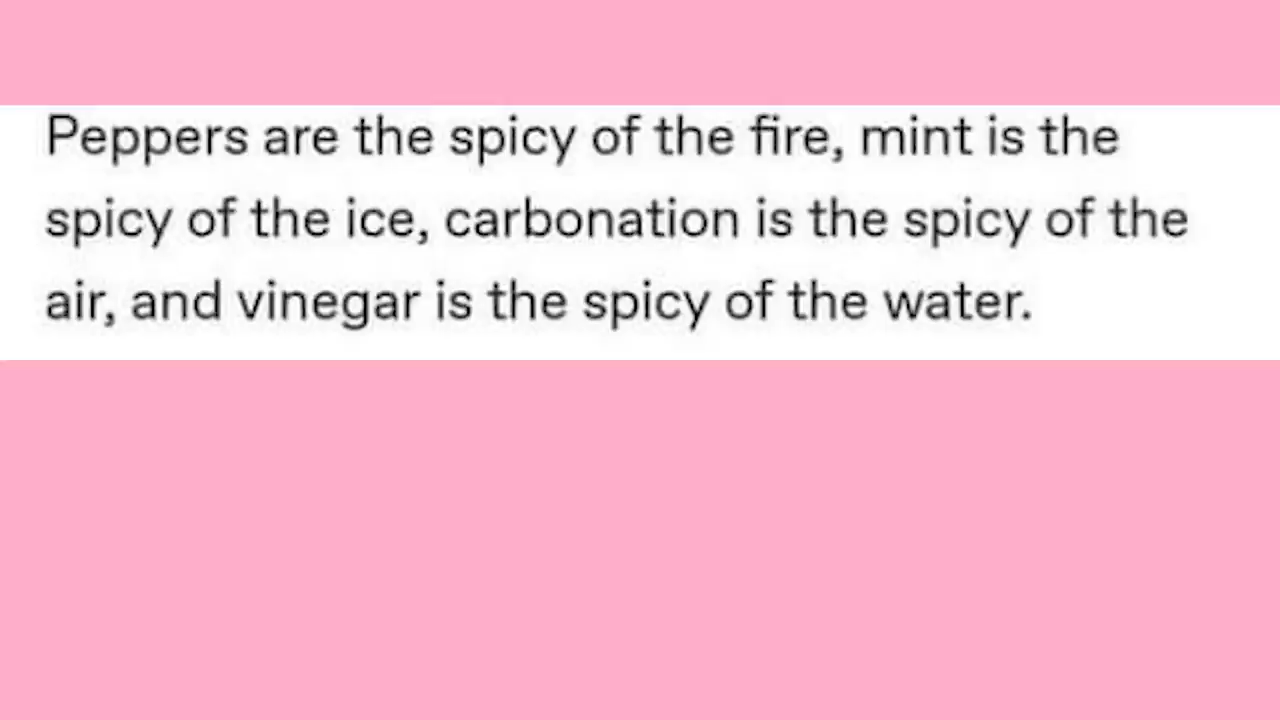 Peppers are the spicy of the fire, mint is the
spicy of the ice, carbonation is the spicy of the
air, and vinegar is the spicy of the water.